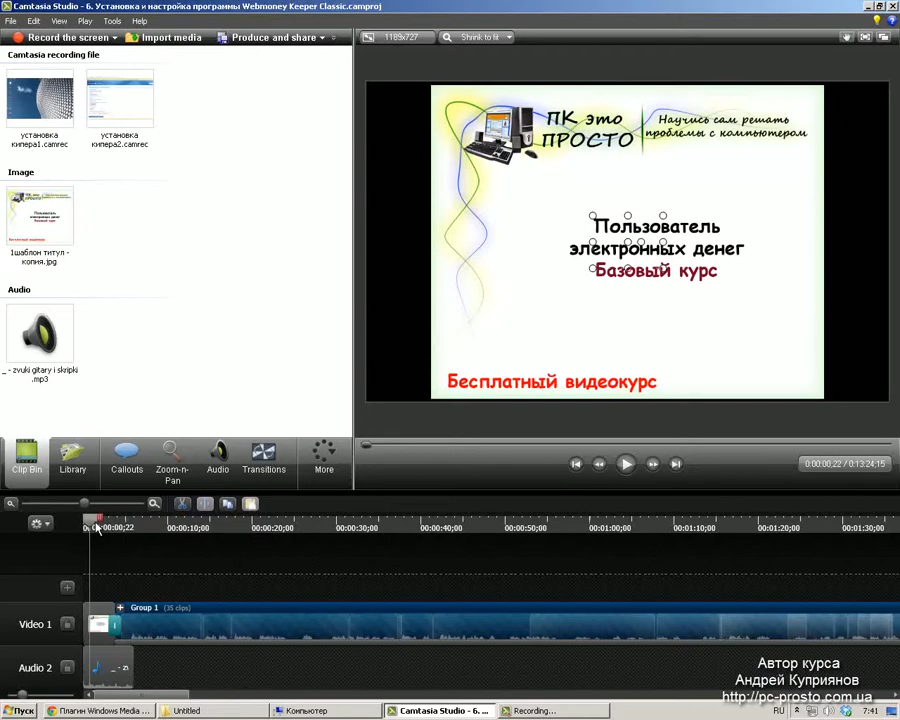 Camtasia Studio - 6. Установка и настройка программы Webmoney Keeper Classic.camproj
File Edit View Play Tools Help
Record the screen Import media Produce and share
1189x727 Shrink to fit
Camtasia recording file
установка кипера1.camrec
установка кипера2.camrec
Image
1шаблон титул - копия.jpg
Audio
_ - zvuki gitary i skripki .mp3
ПК это
ПРОСТО
Научись сам решать
проблемы с компьютером
Пользователь
электронных денег
Базовый курс
Бесплатный видеокурс
Clip Bin Library Callouts Zoom-n-Pan Audio Transitions More
0:00:00;22 / 0:13:24;15
0:00:00;22 00:00:10;00 00:00:20;00 00:00:30;00 00:00:40;00 00:00:50;00 00:01:00;00 00:01:10;00 00:01:20;00 00:01:30;00
Group 1 (35 clips)
Video 1
Audio 2 _ - zv
Автор курса
Андрей Куприянов
http://pc-prosto.com.ua
Пуск Плагин Windows Media ... Untitled Компьютер Camtasia Studio - 6. ... Recording... RU 7:41